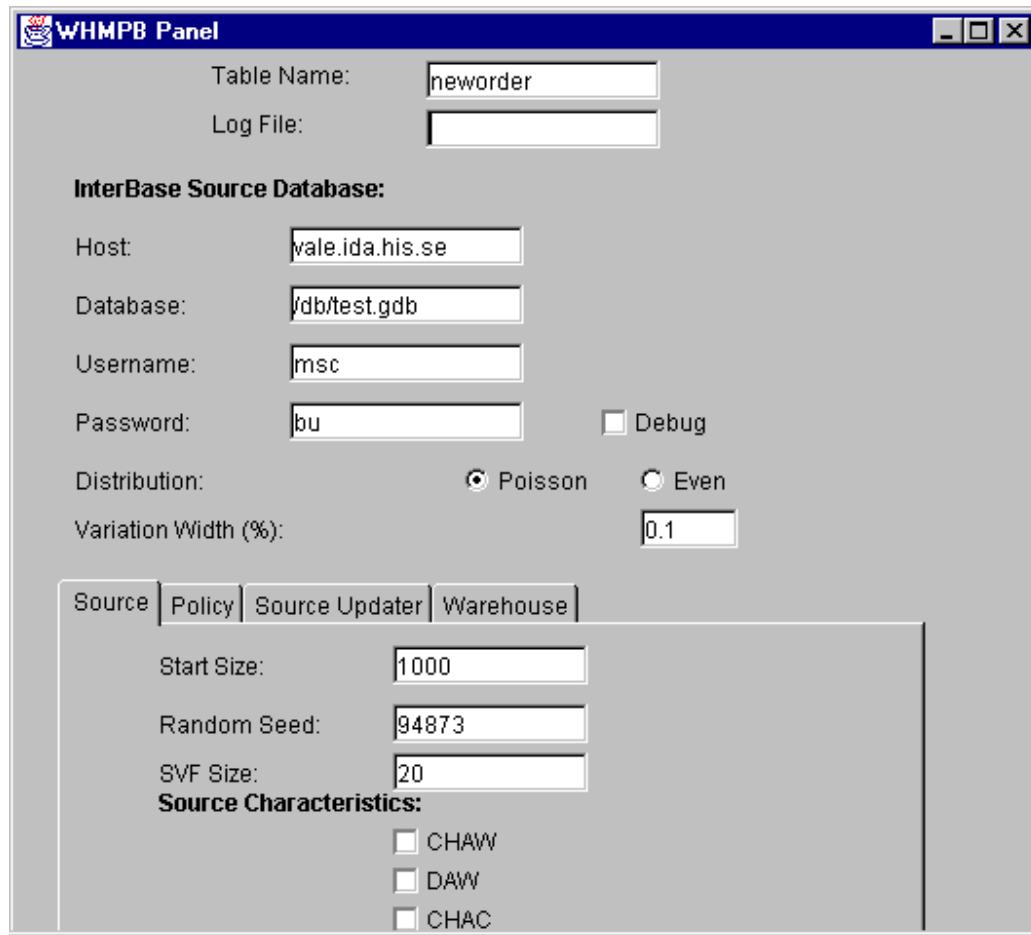 WHMPB Panel
Table Name: neworder
Log File:
InterBase Source Database:
Host: vale.ida.his.se
Database: /db/test.gdb
Username: msc
Password: bu Debug
Distribution: Poisson Even
Variation Width (%): 0.1
Source Policy Source Updater Warehouse
Start Size: 1000
Random Seed: 94873
SVF Size: 20
Source Characteristics:
CHAW
DAW
CHAC